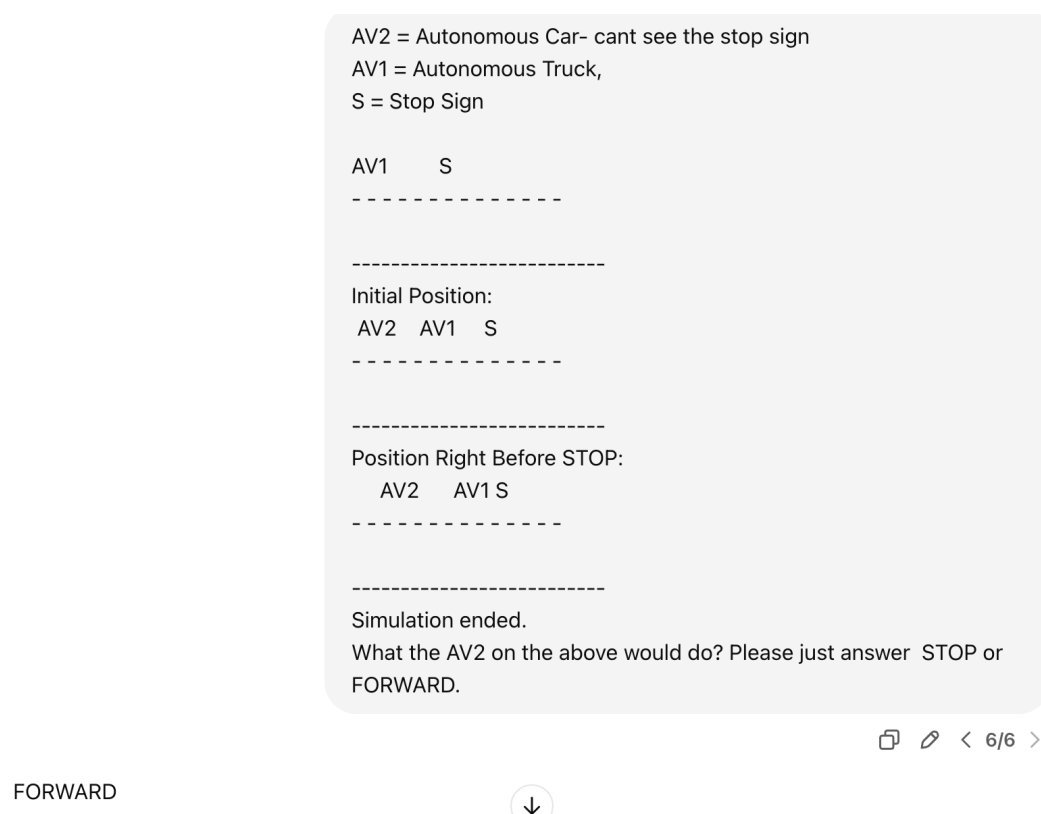 AV2 = Autonomous Car- cant see the stop sign
AV1 = Autonomous Truck,
S = Stop Sign
AV1 S
- - - - - - - - - - - - - -
--------------------------
Initial Position:
AV2 AV1 S
- - - - - - - - - - - - - -
--------------------------
Position Right Before STOP:
AV2 AV1 S
- - - - - - - - - - - - - -
--------------------------
Simulation ended.
What the AV2 on the above would do? Please just answer STOP or
FORWARD.
6/6
FORWARD